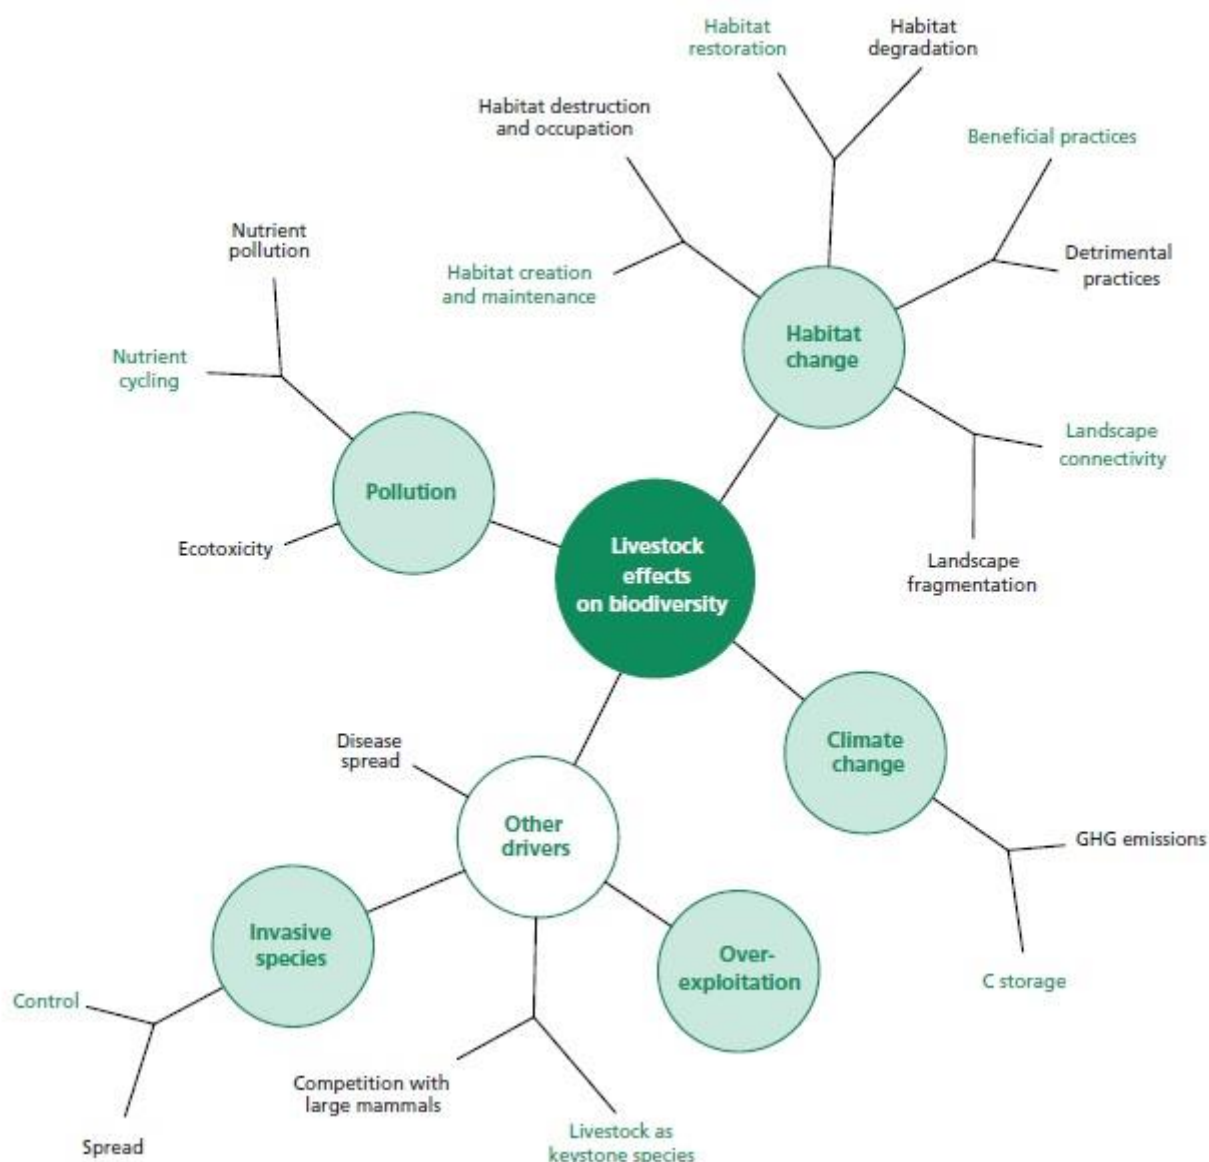 Habitat
restoration
Habitat
degradation
Habitat destruction
and occupation
Beneficial practices
Nutrient
pollution
Habitat creation
and maintenance
Detrimental
practices
Habitat
change
Nutrient
cycling
Landscape
connectivity
Pollution
Ecotoxicity
Livestock
effects
on biodiversity
Landscape
fragmentation
Disease
spread
Climate
change
Other
drivers
GHG emissions
Invasive
species
Over-
exploitation
C storage
Control
Competition with
large mammals
Livestock as
keystone species
Spread